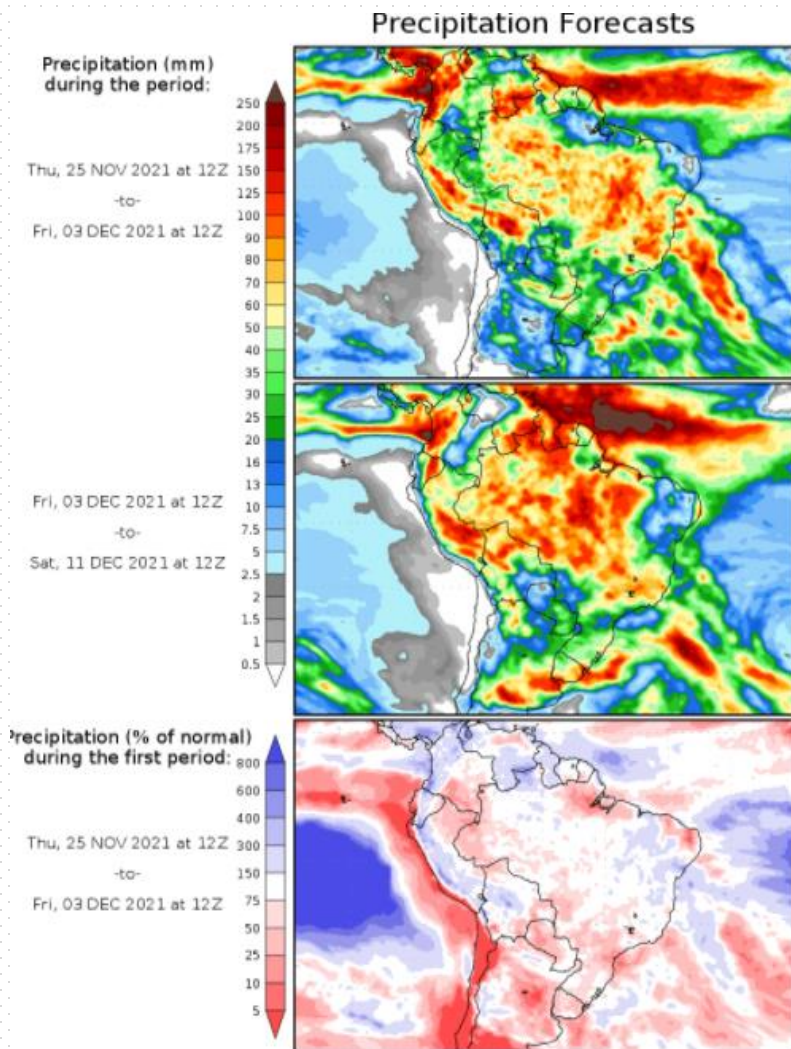 Precipitation Forecasts
Precipitation (mm)
during the period:
250
200
175
150
125
100
90
80
70
60
50
40
35
30
25
20
16
13
10
7.5
5
2.5
2
1.5
1
0.5
Thu, 25 NOV 2021 at 12Z
-to-
Fri, 03 DEC 2021 at 12Z
Fri, 03 DEC 2021 at 12Z
-to-
Sat, 11 DEC 2021 at 12Z
Precipitation (% of normal)
during the first period:
800
600
400
300
150
75
50
25
10
5
Thu, 25 NOV 2021 at 12Z
-to-
Fri, 03 DEC 2021 at 12Z